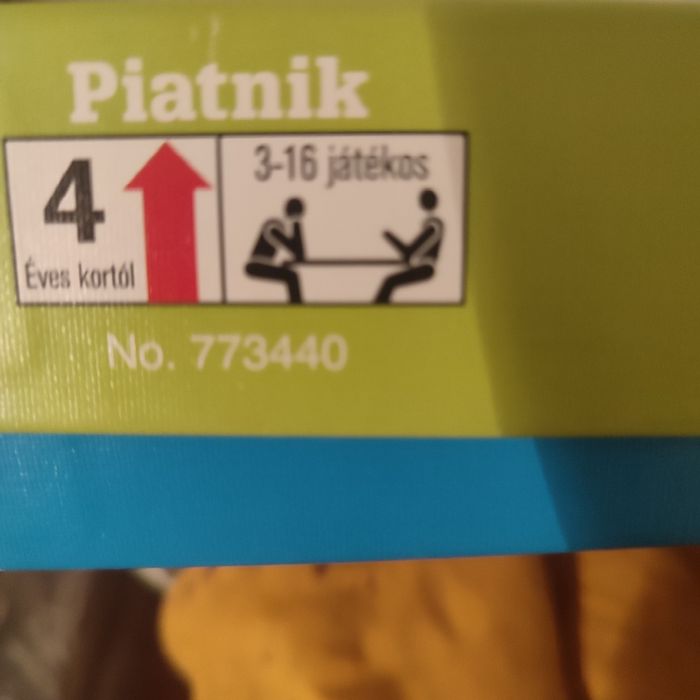 Piatnik
4
Éves kortól
3-16 játékos
No. 773440